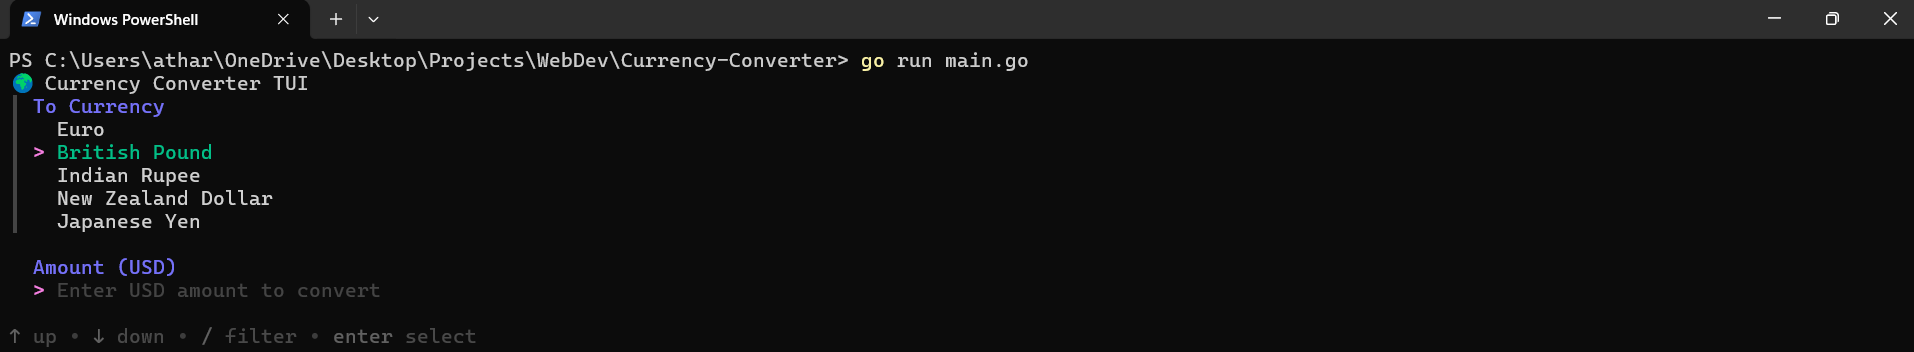 Windows PowerShell
PS C:\Users\athar\OneDrive\Desktop\Projects\WebDev\Currency-Converter> go run main.go
🌍 Currency Converter TUI
To Currency
Euro
> British Pound
Indian Rupee
New Zealand Dollar
Japanese Yen
Amount (USD)
> Enter USD amount to convert
↑ up • ↓ down • / filter • enter select